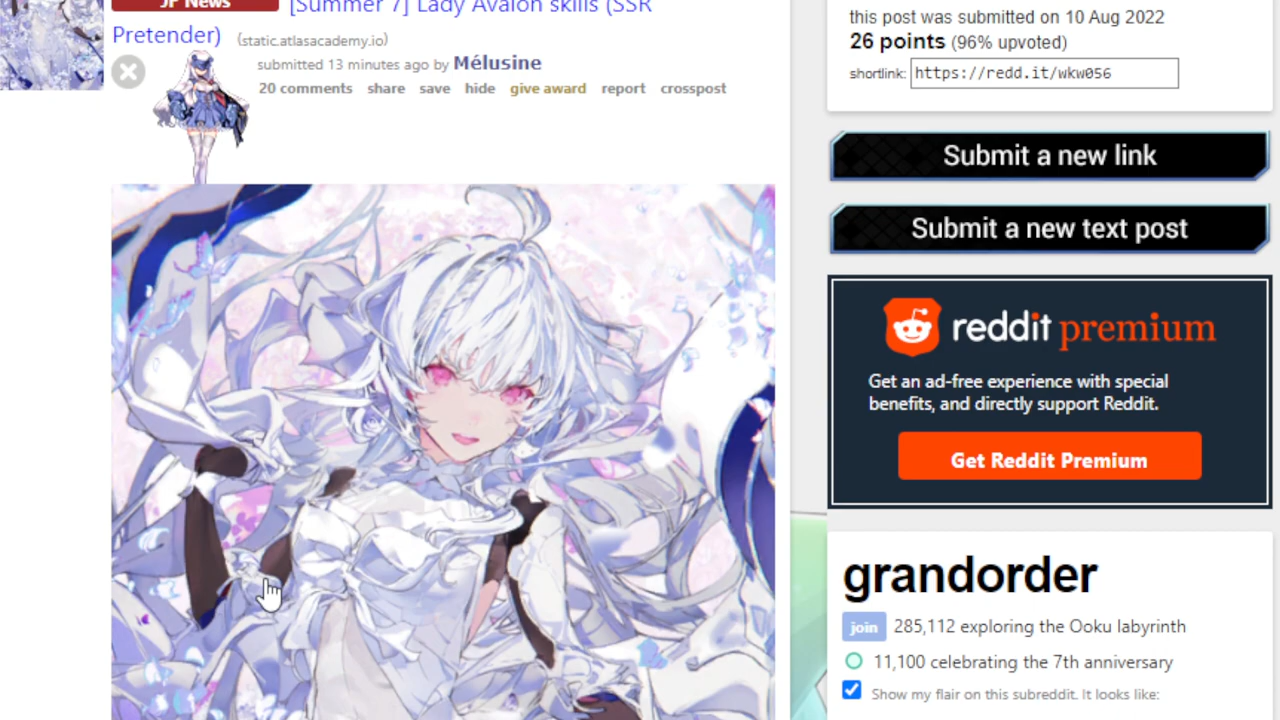 JP News [Summer 7] Lady Avalon skills (SSR
Pretender) (static.atlasacademy.io)
submitted 13 minutes ago by Mélusine
20 comments share save hide give award report crosspost
this post was submitted on 10 Aug 2022
26 points (96% upvoted)
shortlink: https://redd.it/wkw056
Submit a new link
Submit a new text post
reddit premium
Get an ad-free experience with special
benefits, and directly support Reddit.
Get Reddit Premium
grandorder
join 285,112 exploring the Ooku labyrinth
11,100 celebrating the 7th anniversary
Show my flair on this subreddit. It looks like: